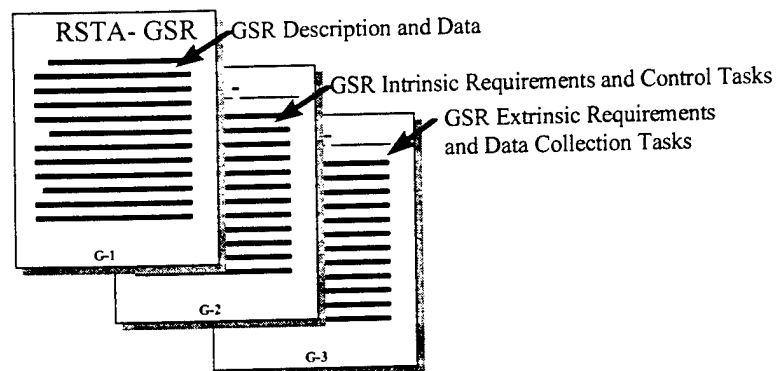 RSTA- GSR
GSR Description and Data
GSR Intrinsic Requirements and Control Tasks
GSR Extrinsic Requirements
and Data Collection Tasks
G-1
G-2
G-3